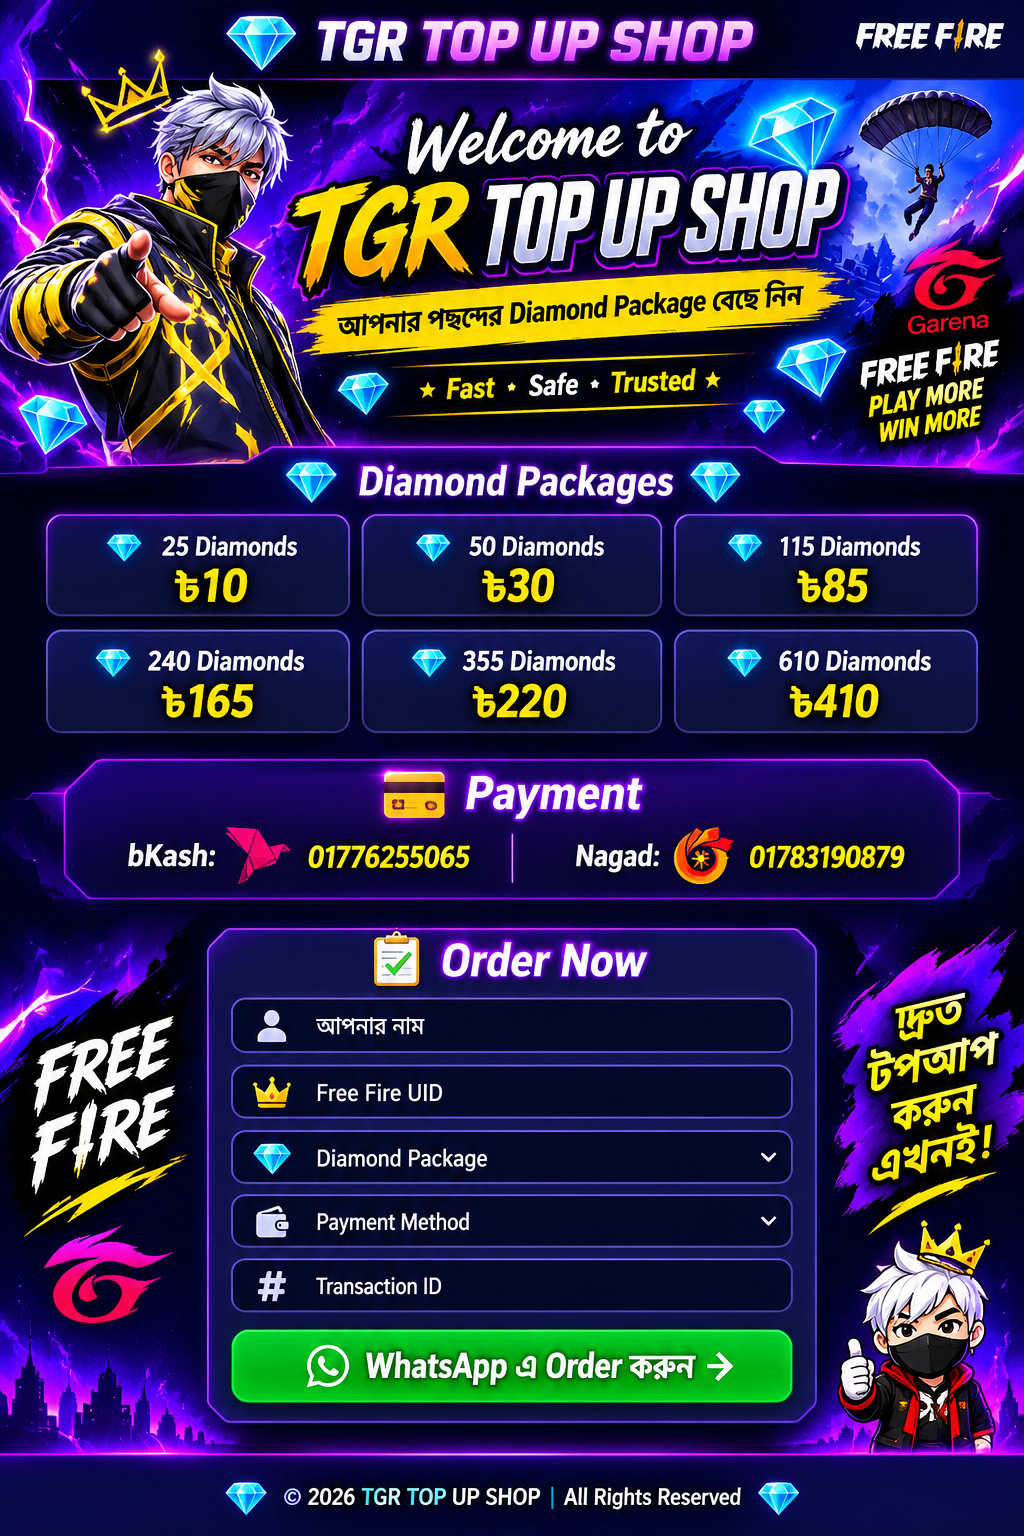 TGR TOP UP SHOP
FREE FIRE
Welcome to
TGR TOP UP SHOP
আপনার পছন্দের Diamond Package বেছে নিন
★ Fast • Safe • Trusted ★
Garena
FREE FIRE
PLAY MORE
WIN MORE
Diamond Packages
25 Diamonds
৳10
50 Diamonds
৳30
115 Diamonds
৳85
240 Diamonds
৳165
355 Diamonds
৳220
610 Diamonds
৳410
Payment
bKash: 01776255065
Nagad: 01783190879
Order Now
আপনার নাম
Free Fire UID
Diamond Package
Payment Method
# Transaction ID
WhatsApp এ Order করুন →
FREE
FIRE
দ্রুত
টপআপ
করুন
এখনই!
© 2026 TGR TOP UP SHOP | All Rights Reserved